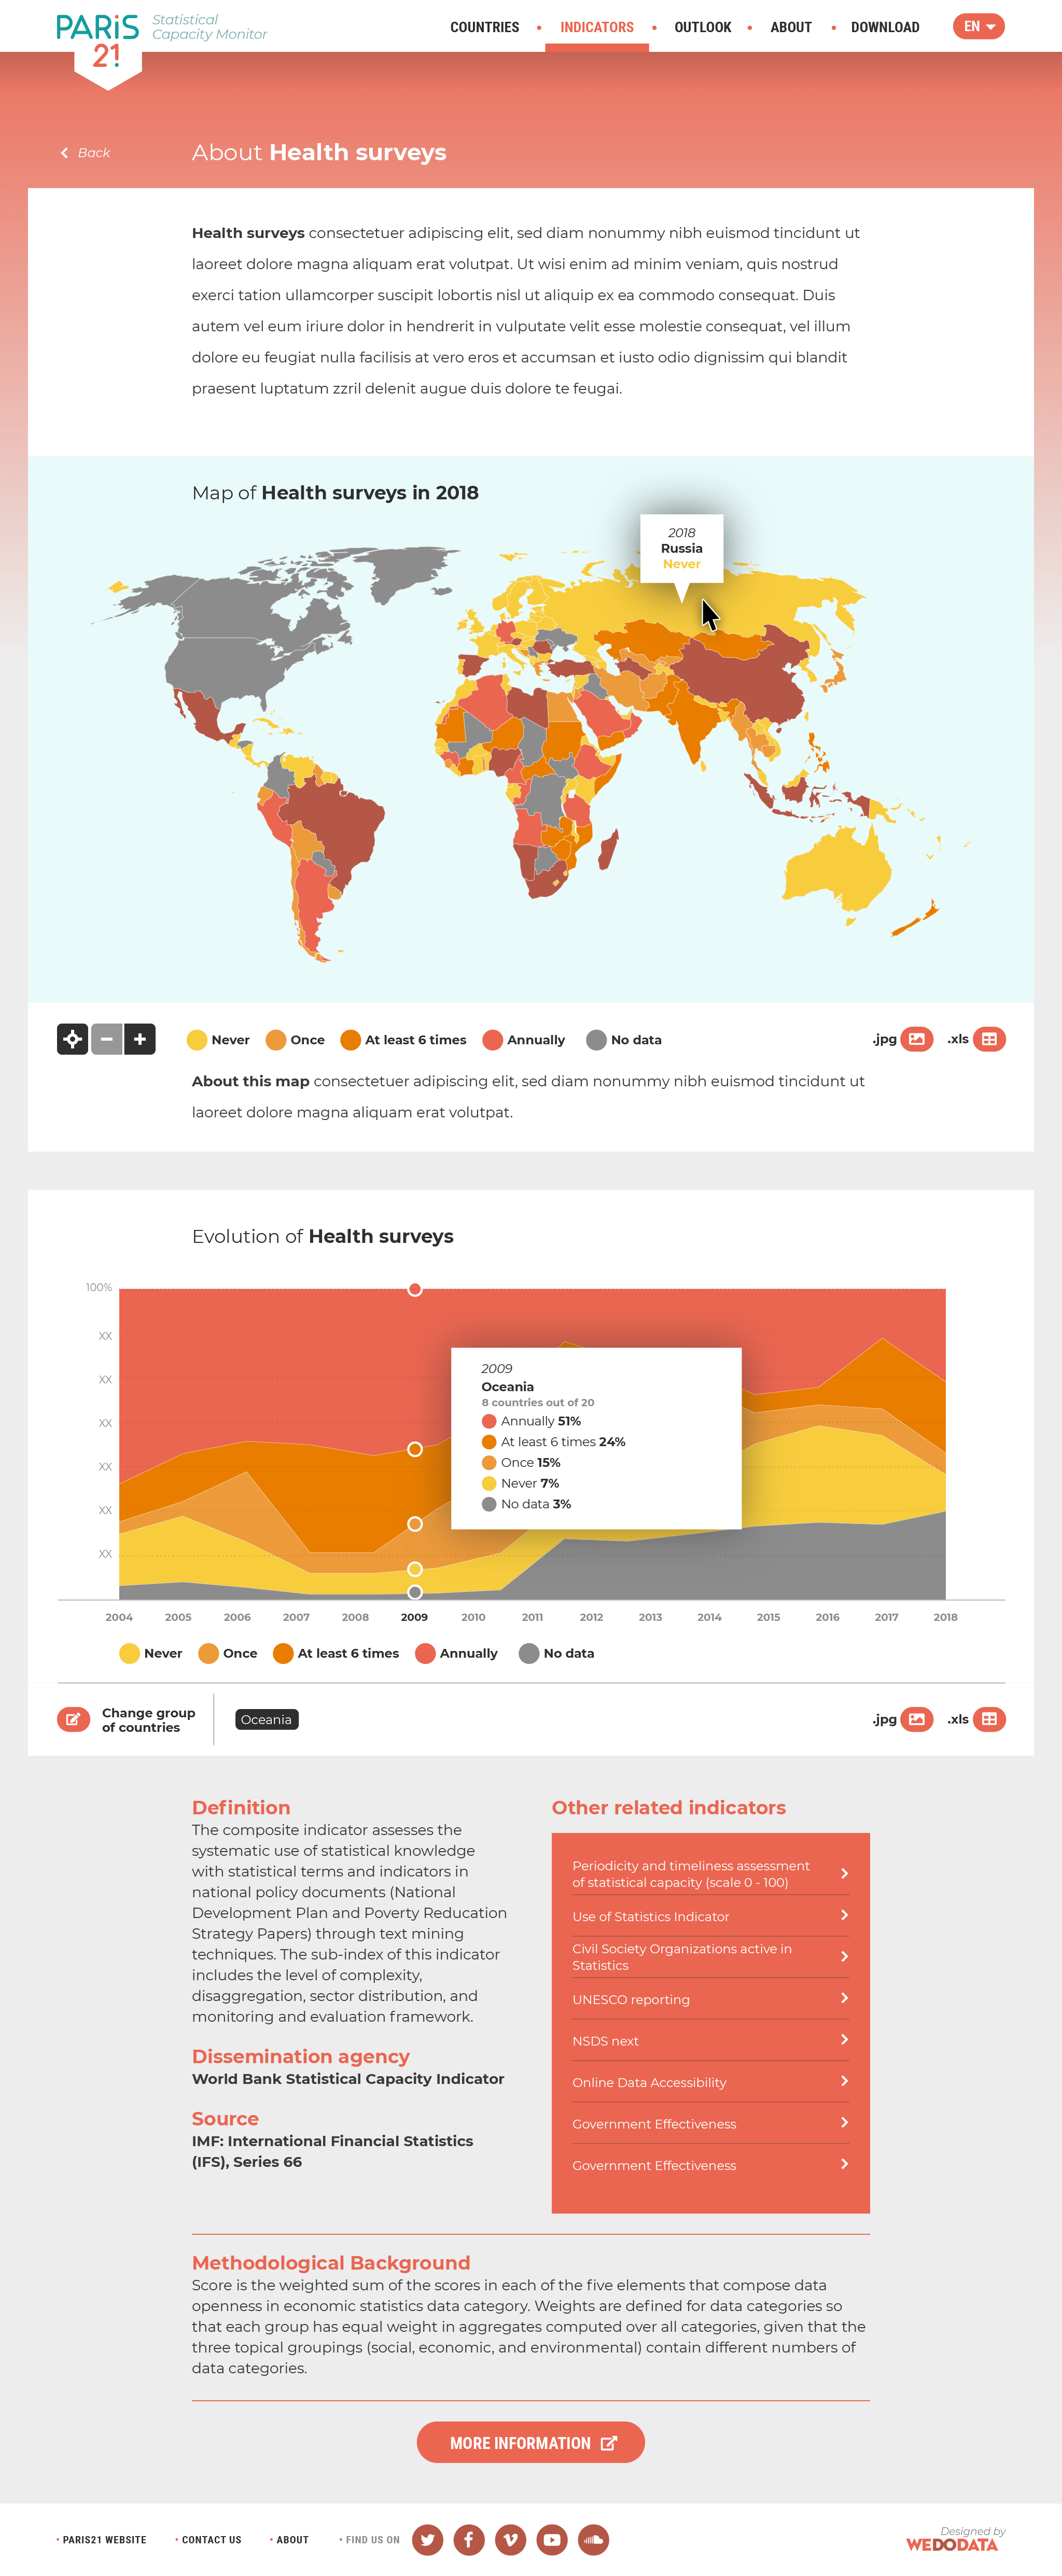 PARiS
21
Statistical
Capacity Monitor
COUNTRIES • INDICATORS • OUTLOOK • ABOUT • DOWNLOAD EN
Back
About Health surveys
Health surveys consectetuer adipiscing elit, sed diam nonummy nibh euismod tincidunt ut
laoreet dolore magna aliquam erat volutpat. Ut wisi enim ad minim veniam, quis nostrud
exerci tation ullamcorper suscipit lobortis nisl ut aliquip ex ea commodo consequat. Duis
autem vel eum iriure dolor in hendrerit in vulputate velit esse molestie consequat, vel illum
dolore eu feugiat nulla facilisis at vero eros et accumsan et iusto odio dignissim qui blandit
praesent luptatum zzril delenit augue duis dolore te feugai.
Map of Health surveys in 2018
2018
Russia
Never
Never Once At least 6 times Annually No data .jpg .xls
About this map consectetuer adipiscing elit, sed diam nonummy nibh euismod tincidunt ut
laoreet dolore magna aliquam erat volutpat.
Evolution of Health surveys
100%
XX
XX
XX
XX
XX
XX
2009
Oceania
8 countries out of 20
Annually 51%
At least 6 times 24%
Once 15%
Never 7%
No data 3%
2004 2005 2006 2007 2008 2009 2010 2011 2012 2013 2014 2015 2016 2017 2018
Never Once At least 6 times Annually No data
Change group
of countries
Oceania
.jpg .xls
Definition
The composite indicator assesses the
systematic use of statistical knowledge
with statistical terms and indicators in
national policy documents (National
Development Plan and Poverty Reducation
Strategy Papers) through text mining
techniques. The sub-index of this indicator
includes the level of complexity,
disaggregation, sector distribution, and
monitoring and evaluation framework.
Dissemination agency
World Bank Statistical Capacity Indicator
Source
IMF: International Financial Statistics
(IFS), Series 66
Other related indicators
Periodicity and timeliness assessment
of statistical capacity (scale 0 - 100)
Use of Statistics Indicator
Civil Society Organizations active in
Statistics
UNESCO reporting
NSDS next
Online Data Accessibility
Government Effectiveness
Government Effectiveness
Methodological Background
Score is the weighted sum of the scores in each of the five elements that compose data
openness in economic statistics data category. Weights are defined for data categories so
that each group has equal weight in aggregates computed over all categories, given that the
three topical groupings (social, economic, and environmental) contain different numbers of
data categories.
MORE INFORMATION
• PARIS21 WEBSITE • CONTACT US • ABOUT • FIND US ON
Designed by
WEDODATA